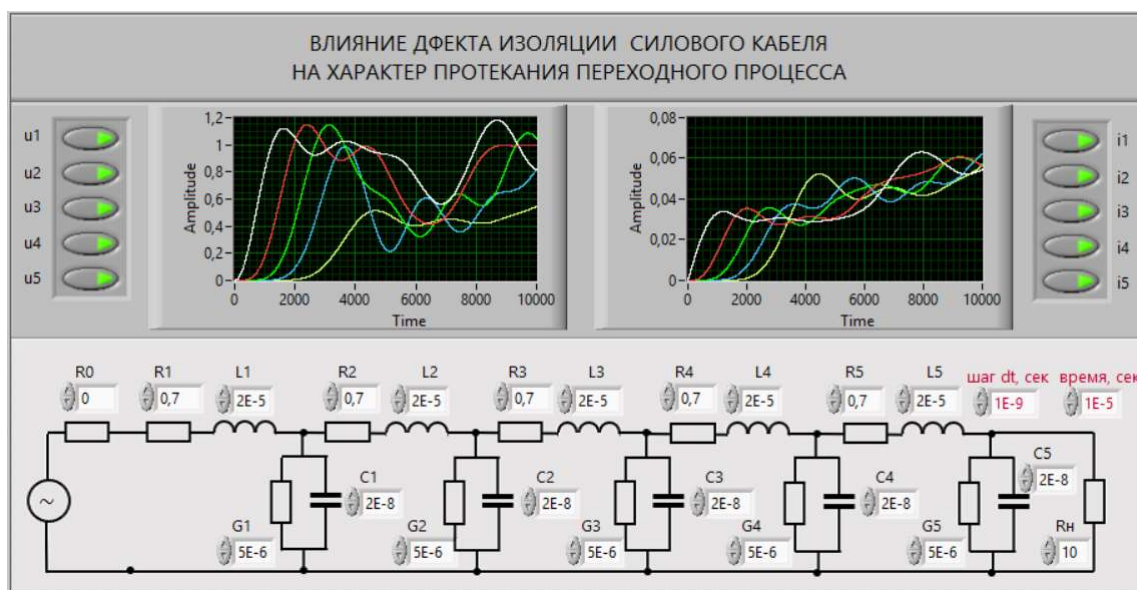 ВЛИЯНИЕ ДФЕКТА ИЗОЛЯЦИИ СИЛОВОГО КАБЕЛЯ
НА ХАРАКТЕР ПРОТЕКАНИЯ ПЕРЕХОДНОГО ПРОЦЕССА
u1
u2
u3
u4
u5
Amplitude
1,2
1
0,8
0,6
0,4
0,2
0
0 2000 4000 6000 8000 10000
Time
Amplitude
0,08
0,06
0,04
0,02
0
0 2000 4000 6000 8000 10000
Time
i1
i2
i3
i4
i5
R0 R1 L1 R2 L2 R3 L3 R4 L4 R5 L5 шаг dt, сек время, сек
0 0,7 2E-5 0,7 2E-5 0,7 2E-5 0,7 2E-5 0,7 2E-5 1E-9 1E-5
C1 C2 C3 C4 C5
2E-8 2E-8 2E-8 2E-8 2E-8
~
G1 G2 G3 G4 G5 Rн
5E-6 5E-6 5E-6 5E-6 5E-6 10